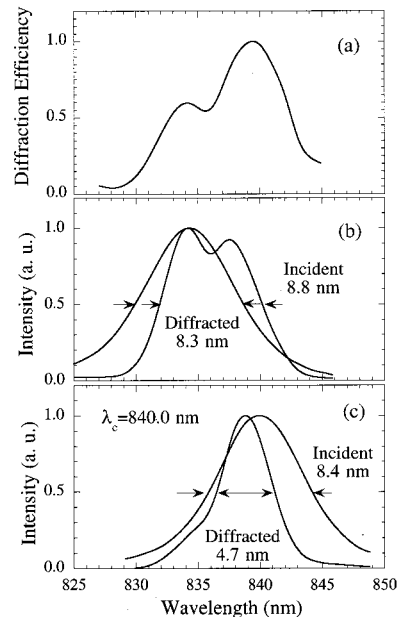 Diffraction Efficiency
1.0
0.5
0.0
(a)
Intensity (a. u.)
1.0
0.5
0.0
(b)
Incident
8.8 nm
Diffracted
8.3 nm
Intensity (a. u.)
1.0
0.5
0.0
λc=840.0 nm
(c)
Incident
8.4 nm
Diffracted
4.7 nm
825 830 835 840 845 850
Wavelength (nm)